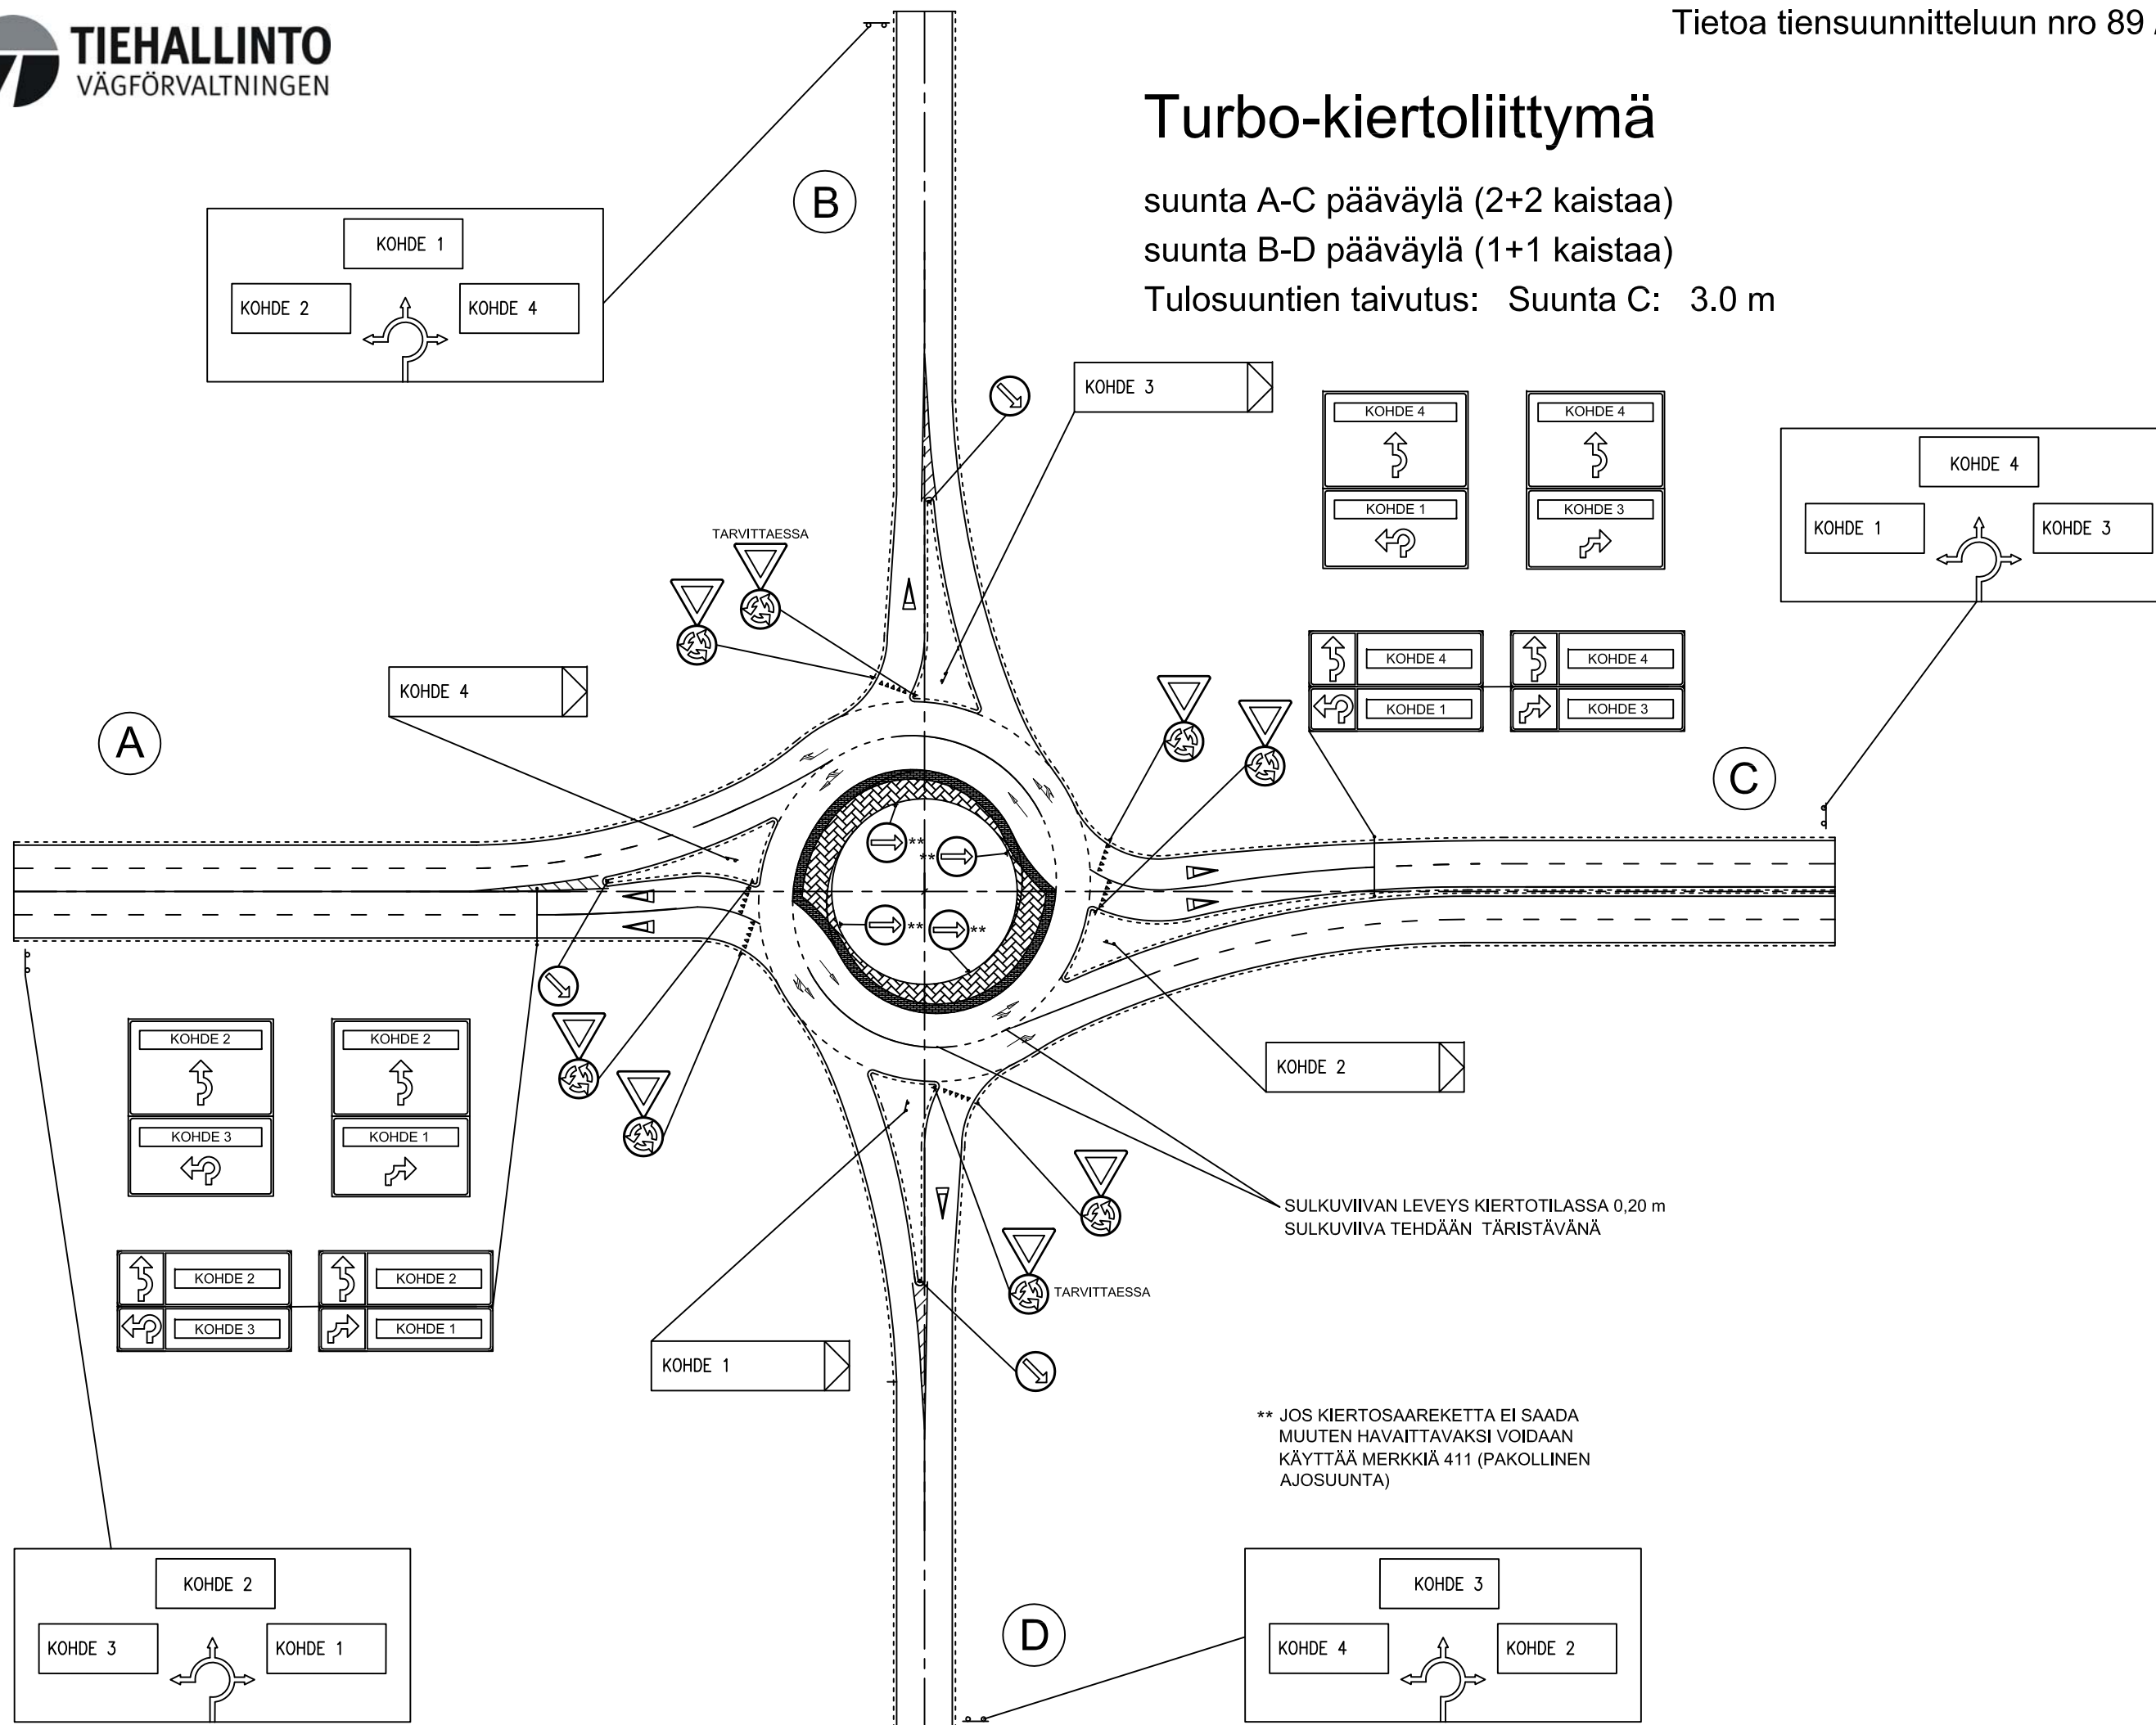 TIEHALLINTO
VÄGFÖRVALTNINGEN
Tietoa tiensuunnitteluun nro 89
Turbo-kiertoliittymä
suunta A-C pääväylä (2+2 kaistaa)
suunta B-D pääväylä (1+1 kaistaa)
Tulosuuntien taivutus: Suunta C: 3.0 m
B
KOHDE 1
KOHDE 2
KOHDE 4
KOHDE 3
KOHDE 4
KOHDE 1
KOHDE 4
KOHDE 3
KOHDE 4
KOHDE 1
KOHDE 3
TARVITTAESSA
KOHDE 4
KOHDE 1
KOHDE 4
KOHDE 3
KOHDE 4
A
C
**
**
**
**
KOHDE 2
KOHDE 3
KOHDE 2
KOHDE 1
KOHDE 2
KOHDE 2
KOHDE 3
KOHDE 2
KOHDE 1
SULKUVIIVAN LEVEYS KIERTOTILASSA 0,20 m
SULKUVIIVA TEHDÄÄN TÄRISTÄVÄNÄ
TARVITTAESSA
KOHDE 1
** JOS KIERTOSAAREKETTA EI SAADA
MUUTEN HAVAITTAVAKSI VOIDAAN
KÄYTTÄÄ MERKKIÄ 411 (PAKOLLINEN
AJOSUUNTA)
KOHDE 2
KOHDE 3
KOHDE 1
D
KOHDE 3
KOHDE 4
KOHDE 2